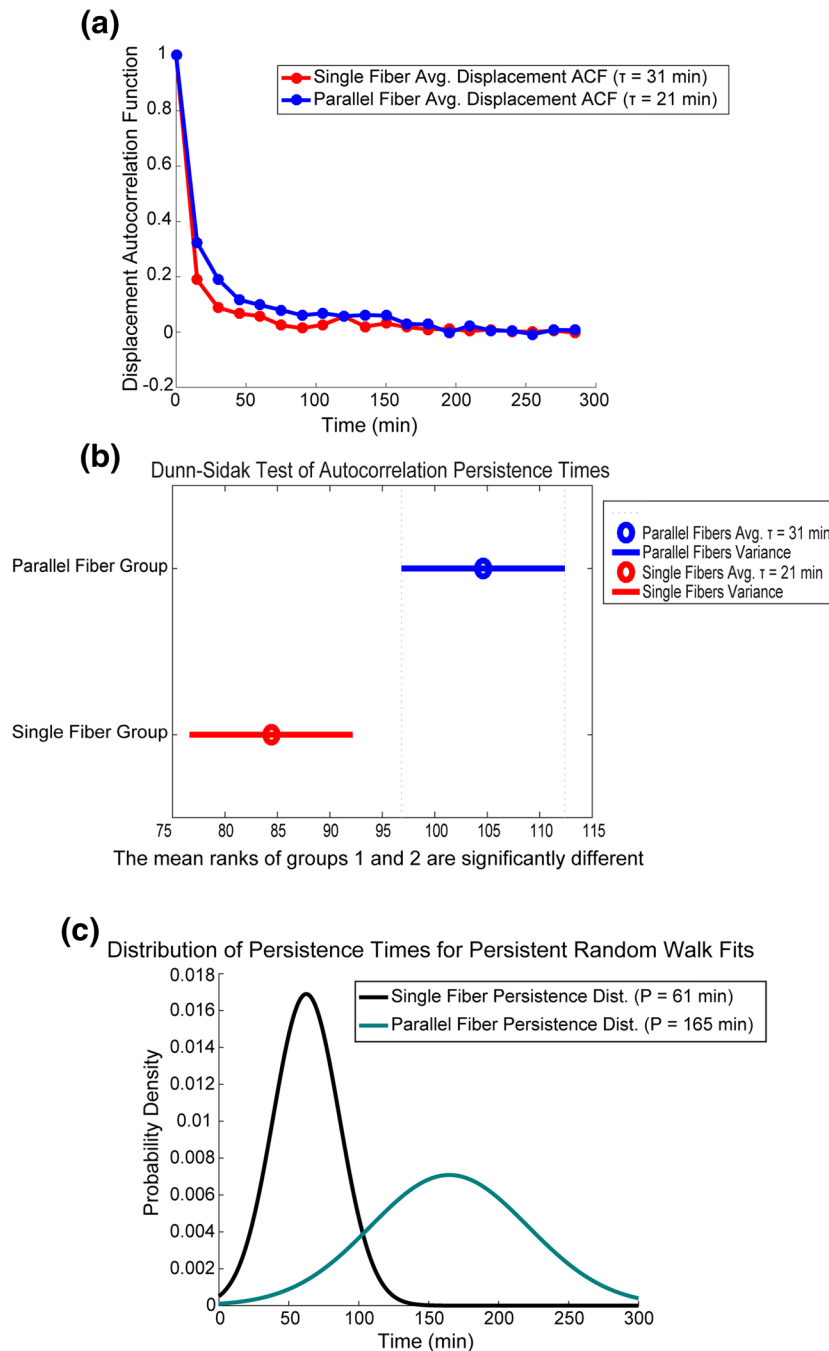 (a)
1
0.8
0.6
0.4
0.2
0
-0.2
Displacement Autocorrelation Function
Single Fiber Avg. Displacement ACF (τ = 31 min)
Parallel Fiber Avg. Displacement ACF (τ = 21 min)
0 50 100 150 200 250 300
Time (min)
(b)
Dunn-Sidak Test of Autocorrelation Persistence Times
Parallel Fiber Group
Single Fiber Group
Parallel Fibers Avg. τ = 31 min
Parallel Fibers Variance
Single Fibers Avg. τ = 21 min
Single Fibers Variance
75 80 85 90 95 100 105 110 115
The mean ranks of groups 1 and 2 are significantly different
(c)
Distribution of Persistence Times for Persistent Random Walk Fits
0.018
0.016
0.014
0.012
0.01
0.008
0.006
0.004
0.002
0
Probability Density
Single Fiber Persistence Dist. (P = 61 min)
Parallel Fiber Persistence Dist. (P = 165 min)
0 50 100 150 200 250 300
Time (min)